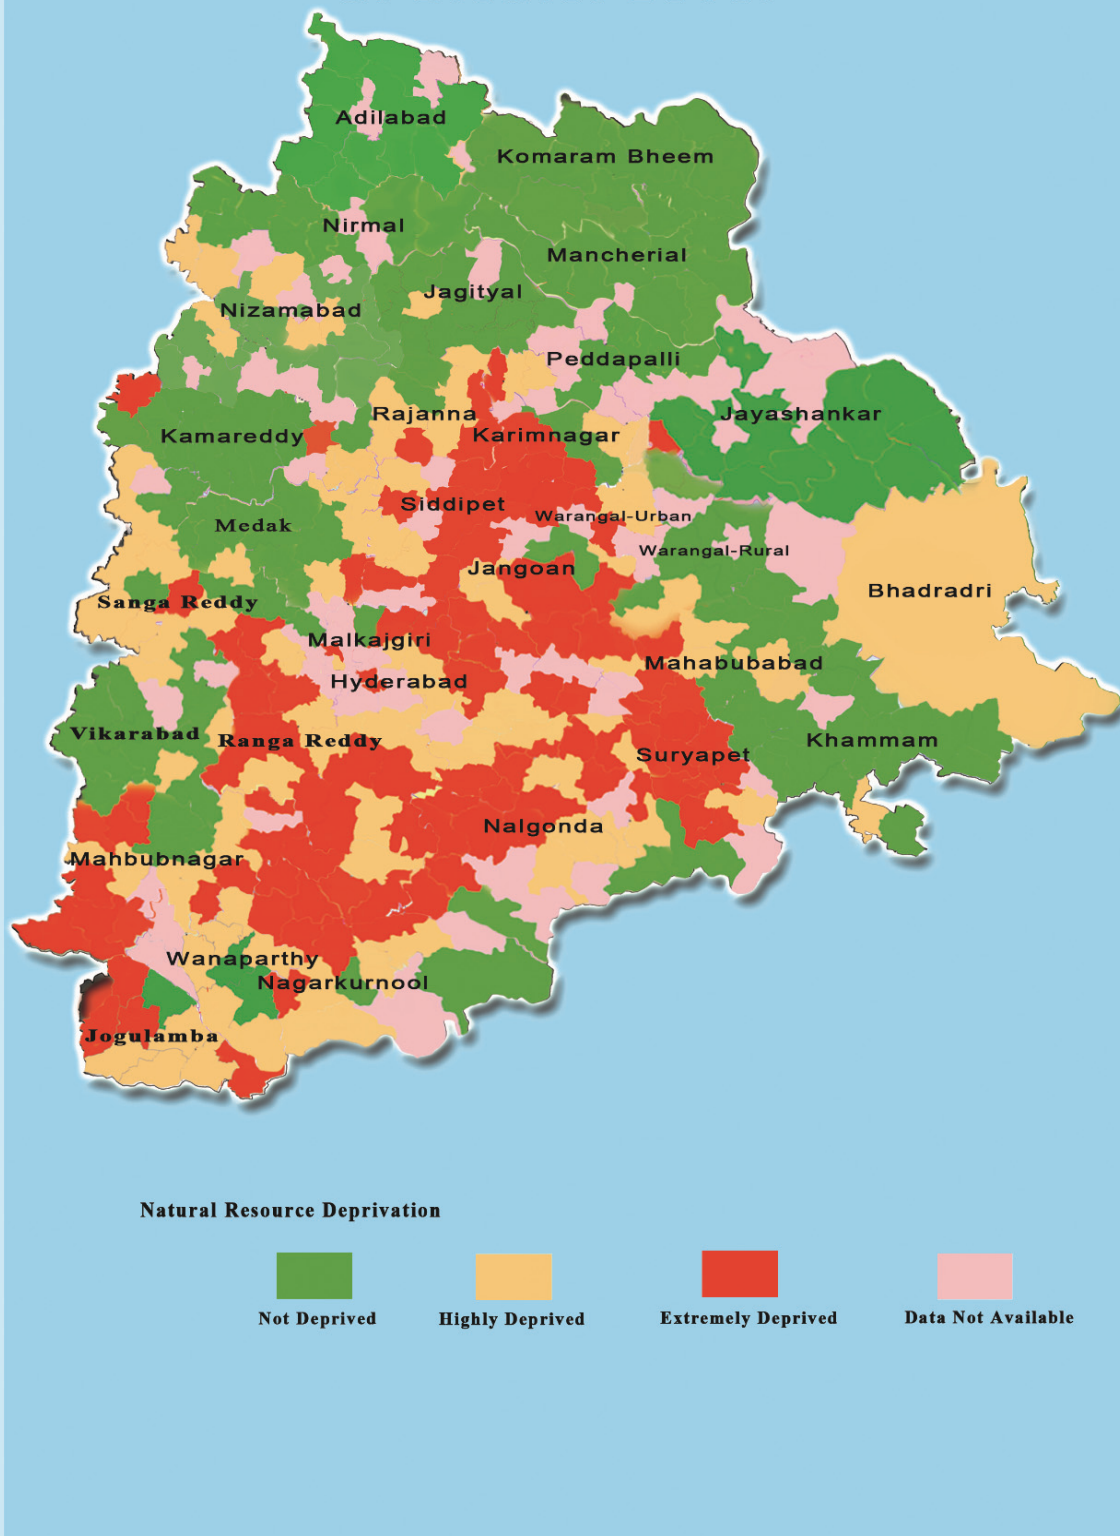 Adilabad
Komaram Bheem
Nirmal
Mancherial
Jagityal
Nizamabad
Peddapalli
Rajanna
Jayashankar
Kamareddy
Karimnagar
Siddipet
Warangal-Urban
Medak
Warangal-Rural
Jangoan
Bhadradri
Sanga Reddy
Malkajgiri
Mahabubabad
Hyderabad
Vikarabad
Ranga Reddy
Khammam
Suryapet
Nalgonda
Mahbubnagar
Wanaparthy
Nagarkurnool
Jogulamba
Natural Resource Deprivation
Not Deprived
Highly Deprived
Extremely Deprived
Data Not Available